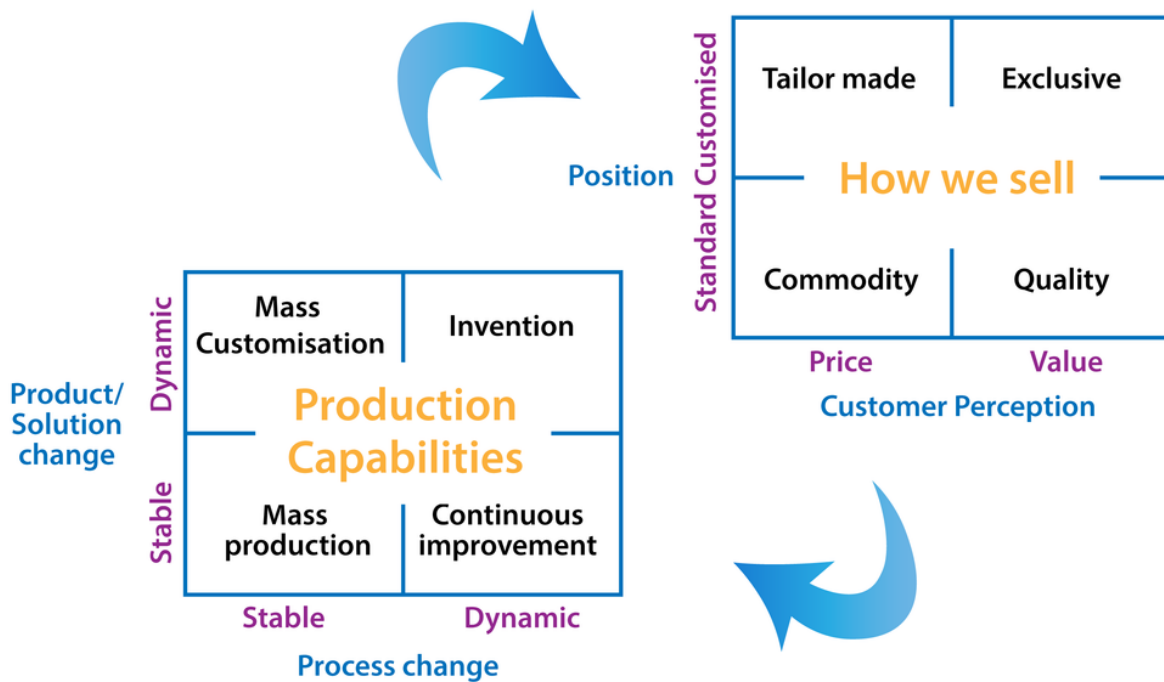 Tailor made
Exclusive
Position
Standard Customised
How we sell
Commodity
Quality
Price
Value
Customer Perception
Product/
Solution
change
Dynamic
Stable
Mass
Customisation
Invention
Production
Capabilities
Mass
production
Continuous
improvement
Stable
Dynamic
Process change